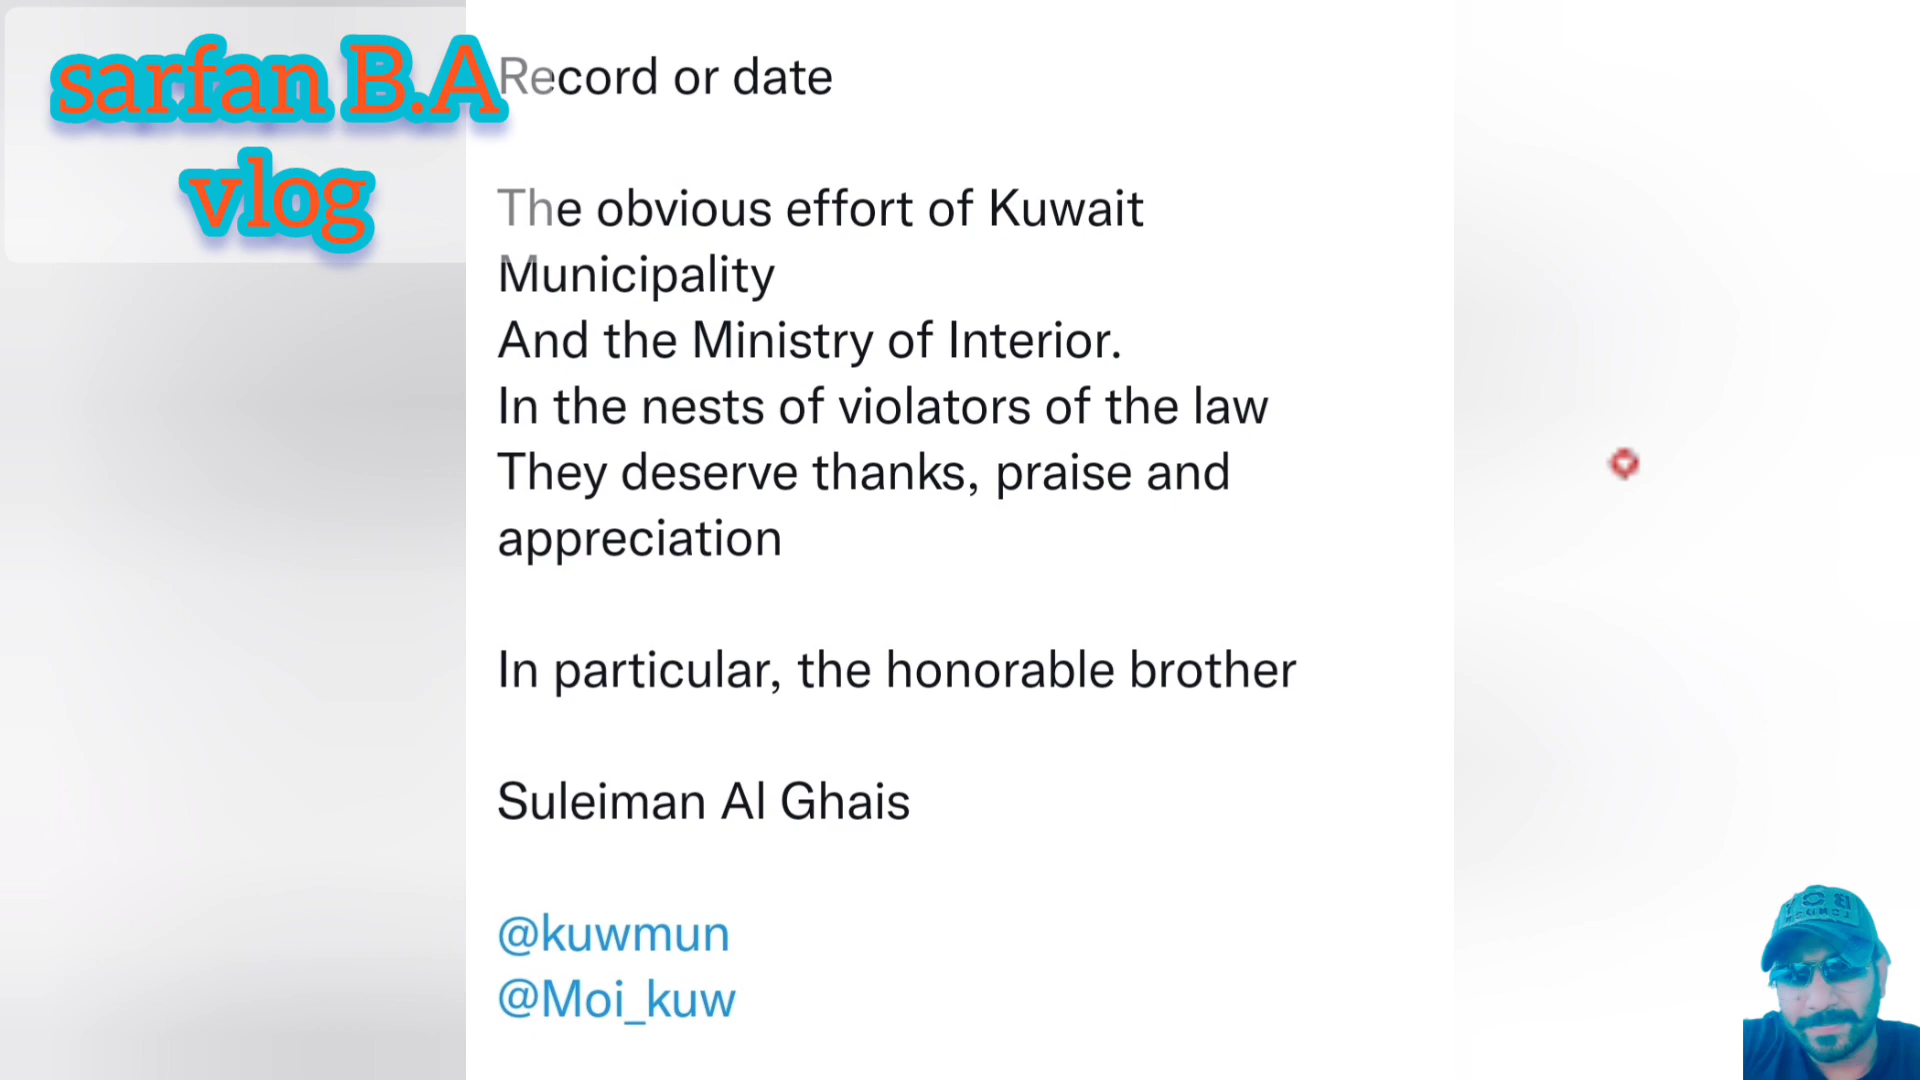 sarfan B.A
vlog
Record or date
The obvious effort of Kuwait
Municipality
And the Ministry of Interior.
In the nests of violators of the law
They deserve thanks, praise and
appreciation
In particular, the honorable brother
Suleiman Al Ghais
@kuwmun
@Moi_kuw